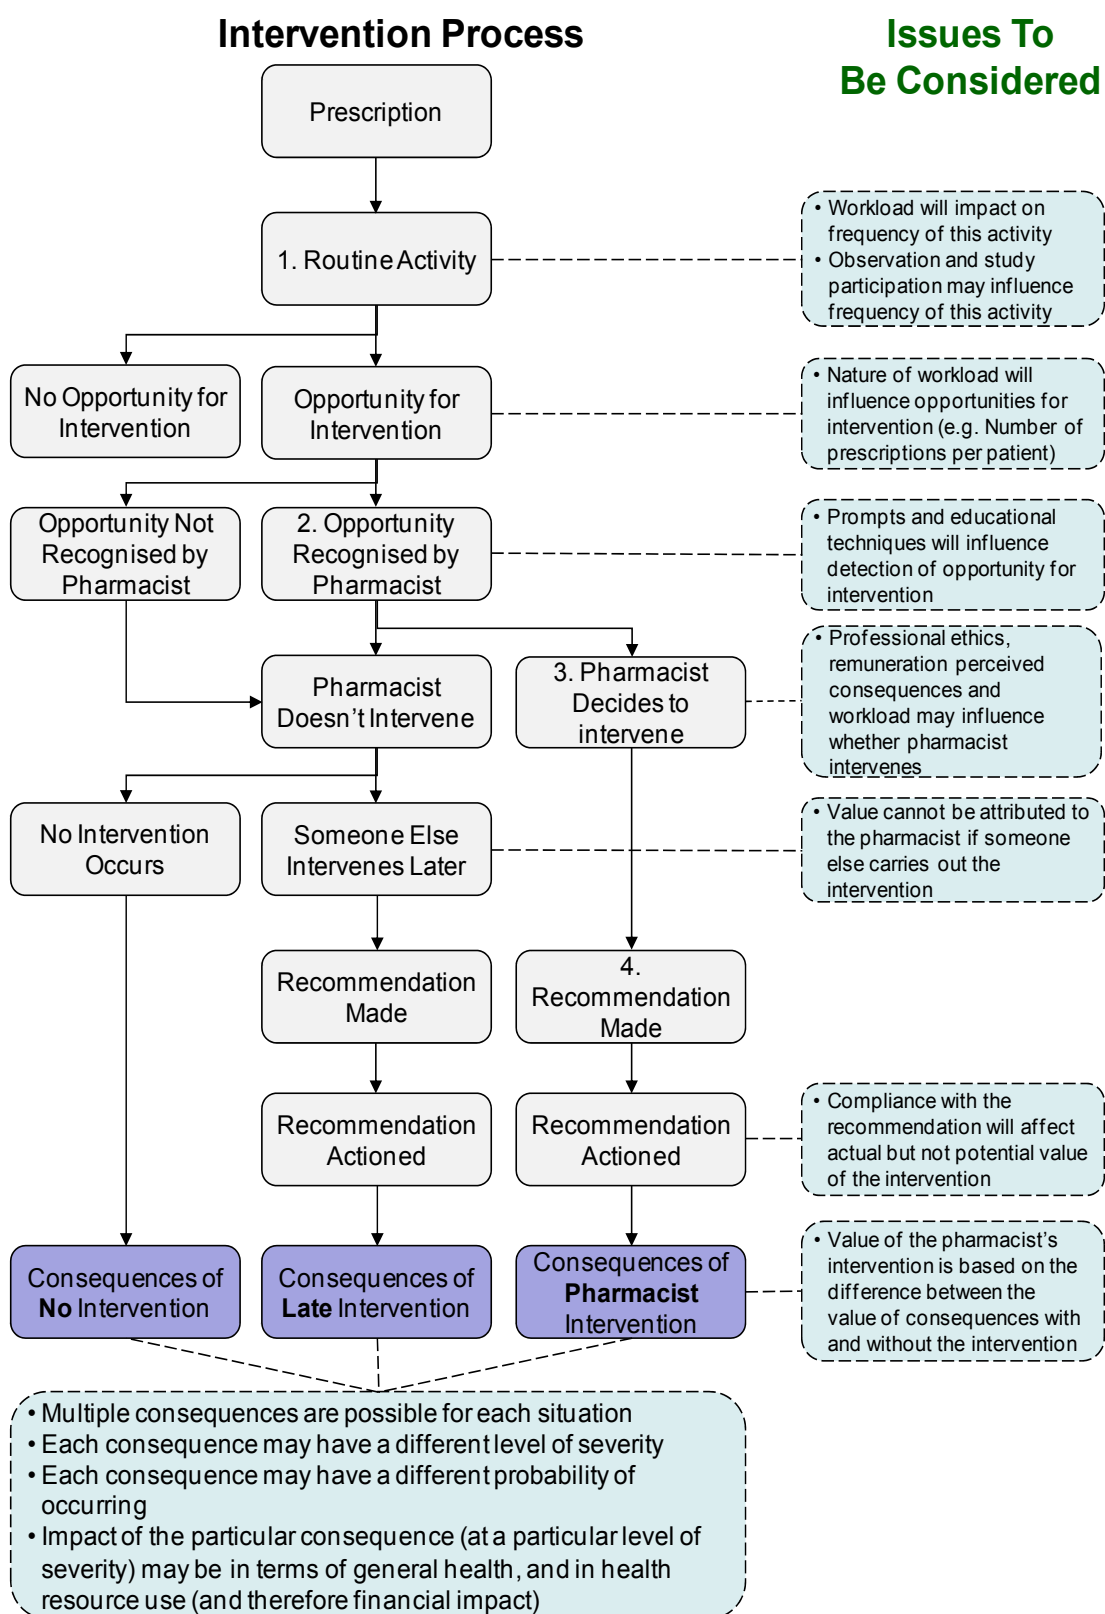 Intervention Process
Issues To
Be Considered
Prescription
1. Routine Activity
• Workload will impact on
frequency of this activity
• Observation and study
participation may influence
frequency of this activity
No Opportunity for
Intervention
Opportunity for
Intervention
• Nature of workload will
influence opportunities for
intervention (e.g. Number of
prescriptions per patient)
Opportunity Not
Recognised by
Pharmacist
2. Opportunity
Recognised by
Pharmacist
• Prompts and educational
techniques will influence
detection of opportunity for
intervention
Pharmacist
Doesn't Intervene
3. Pharmacist
Decides to
intervene
• Professional ethics,
remuneration perceived
consequences and
workload may influence
whether pharmacist
intervenes
No Intervention
Occurs
Someone Else
Intervenes Later
• Value cannot be attributed to
the pharmacist if someone
else carries out the
intervention
Recommendation
Made
4.
Recommendation
Made
Recommendation
Actioned
Recommendation
Actioned
• Compliance with the
recommendation will affect
actual but not potential value
of the intervention
Consequences of
No Intervention
Consequences of
Late Intervention
Consequences of
Pharmacist
Intervention
• Value of the pharmacist's
intervention is based on the
difference between the
value of consequences with
and without the intervention
• Multiple consequences are possible for each situation
• Each consequence may have a different level of severity
• Each consequence may have a different probability of
occurring
• Impact of the particular consequence (at a particular level of
severity) may be in terms of general health, and in health
resource use (and therefore financial impact)